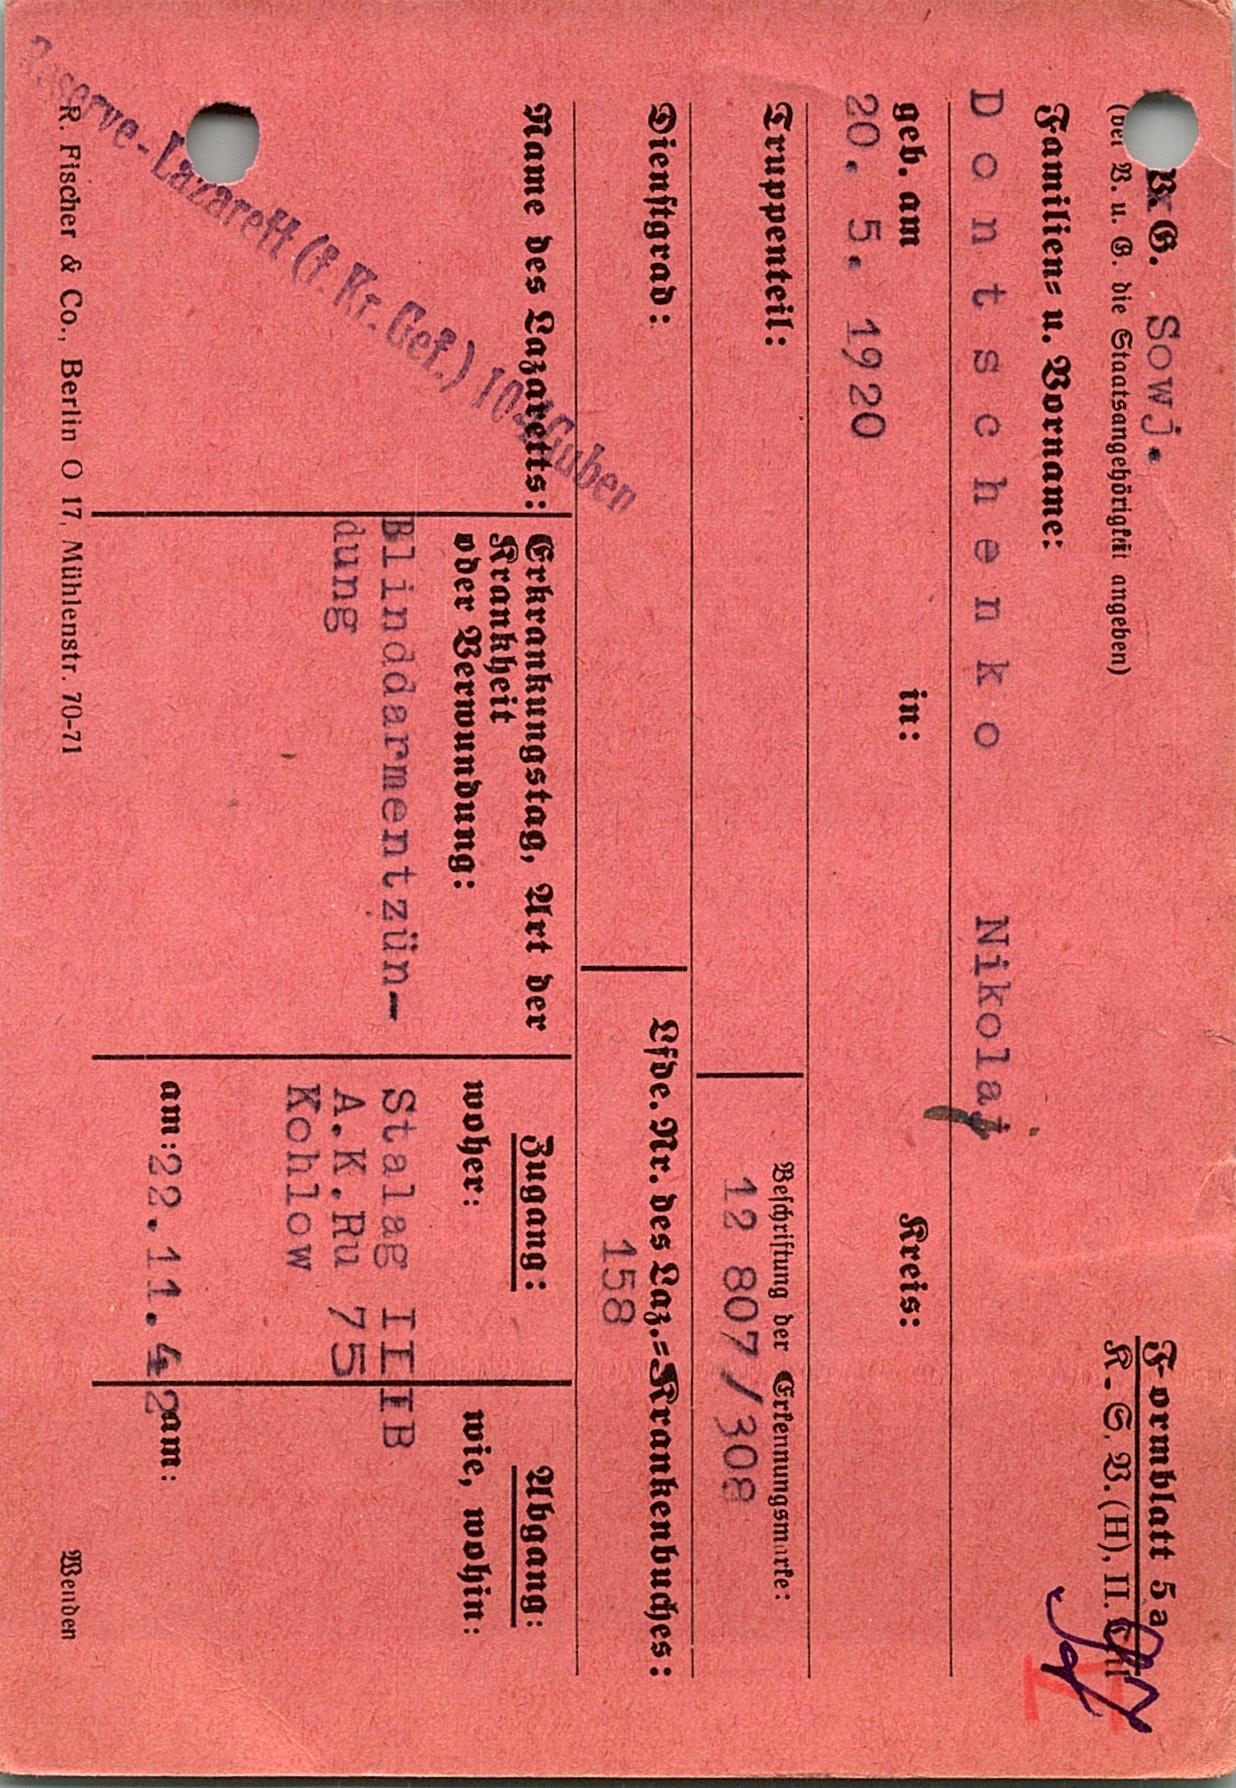 G. Sowj.
(bei V. u. G. die Staatsangehörigkeit angeben)
Formblatt 5a
K. S. V. (H), II.
Familien= u. Vorname:
Dontschenko Nikolaj
geb. am in: Kreis:
20. 5. 1920
Truppenteil:
Beschriftung der Erkennungsmarke:
12 807/308
Dienstgrad:
Lfde. Nr. des Laz.=Krankenbuches:
158
Name des Lazaretts:
Reserve-Lazarett (f. Kr. Gef.) 104 Guben
Erkrankungstag, Art der
Krankheit
oder Verwundung:
Blinddarmentzün-
dung
Zugang:
woher:
Stalag III B
A.K.Ru 75
Kohlow
am: 22.11.42
Abgang:
wie, wohin:
am:
R. Fischer & Co., Berlin O 17, Mühlenstr. 70-71
Wenden